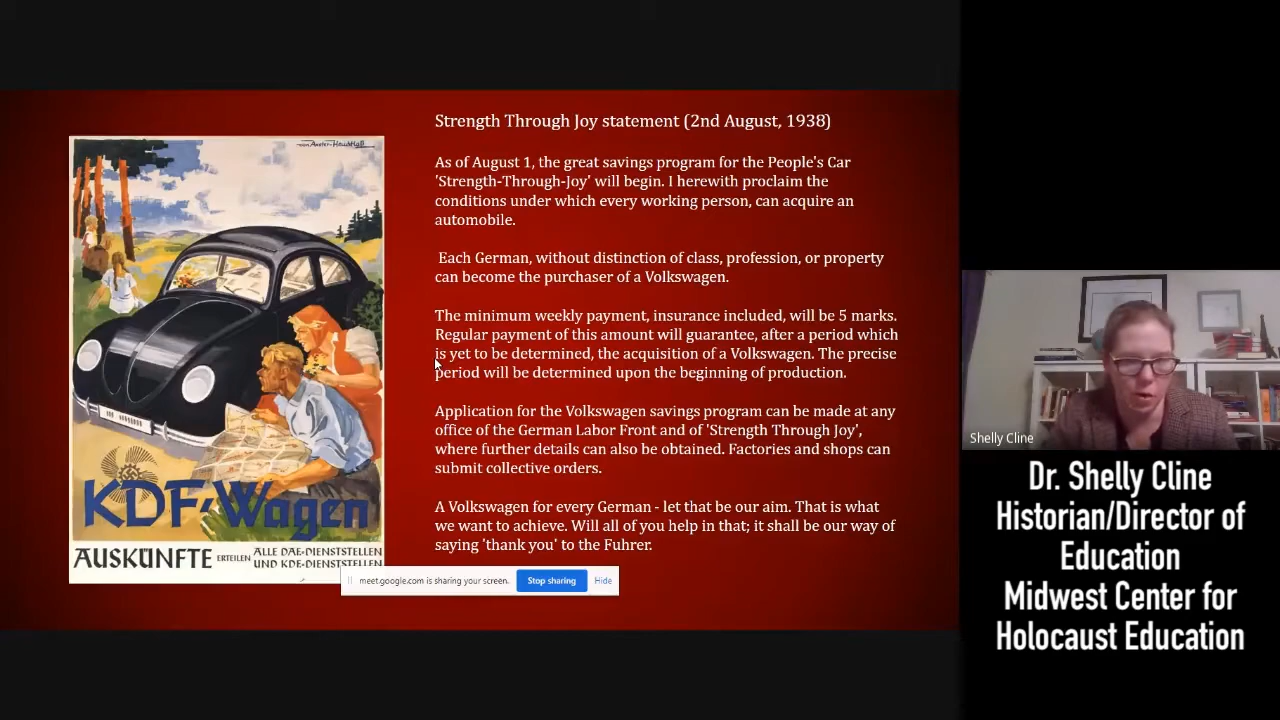 Strength Through Joy statement (2nd August, 1938)
As of August 1, the great savings program for the People's Car
'Strength-Through-Joy' will begin. I herewith proclaim the
conditions under which every working person, can acquire an
automobile.
Each German, without distinction of class, profession, or property
can become the purchaser of a Volkswagen.
The minimum weekly payment, insurance included, will be 5 marks.
Regular payment of this amount will guarantee, after a period which
is yet to be determined, the acquisition of a Volkswagen. The precise
period will be determined upon the beginning of production.
Application for the Volkswagen savings program can be made at any
office of the German Labor Front and of 'Strength Through Joy',
where further details can also be obtained. Factories and shops can
submit collective orders.
A Volkswagen for every German - let that be our aim. That is what
we want to achieve. Will all of you help in that; it shall be our way of
saying 'thank you' to the Fuhrer.
KDF-Wagen
AUSKÜNFTE ERTEILEN ALLE DAF-DIENSTSTELLEN
UND KDF-DIENSTSTELLEN
meet.google.com is sharing your screen.
Stop sharing
Hide
Shelly Cline
Dr. Shelly Cline
Historian/Director of
Education
Midwest Center for
Holocaust Education